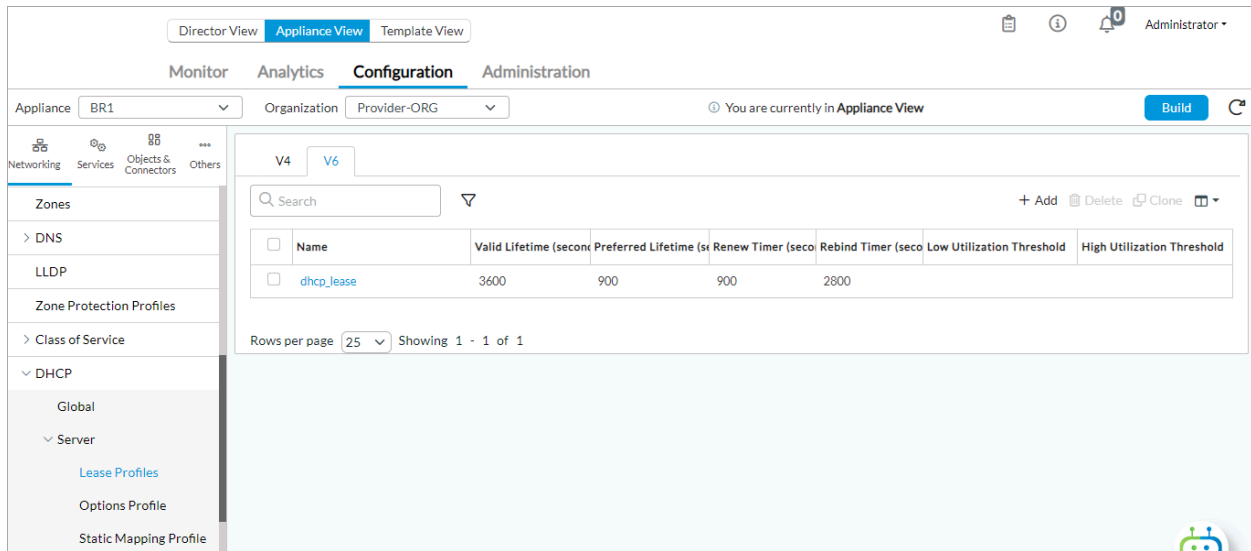 Director View Appliance View Template View
0
Administrator
Monitor Analytics Configuration Administration
Appliance BR1 Organization Provider-ORG You are currently in Appliance View Build
Networking Services Objects & Connectors Others
Zones
DNS
LLDP
Zone Protection Profiles
Class of Service
DHCP
Global
Server
Lease Profiles
Options Profile
Static Mapping Profile
V4 V6
Search
+ Add Delete Clone
Name Valid Lifetime (second Preferred Lifetime (se Renew Timer (seco Rebind Timer (seco Low Utilization Threshold High Utilization Threshold
dhcp_lease 3600 900 900 2800
Rows per page 25 Showing 1 - 1 of 1